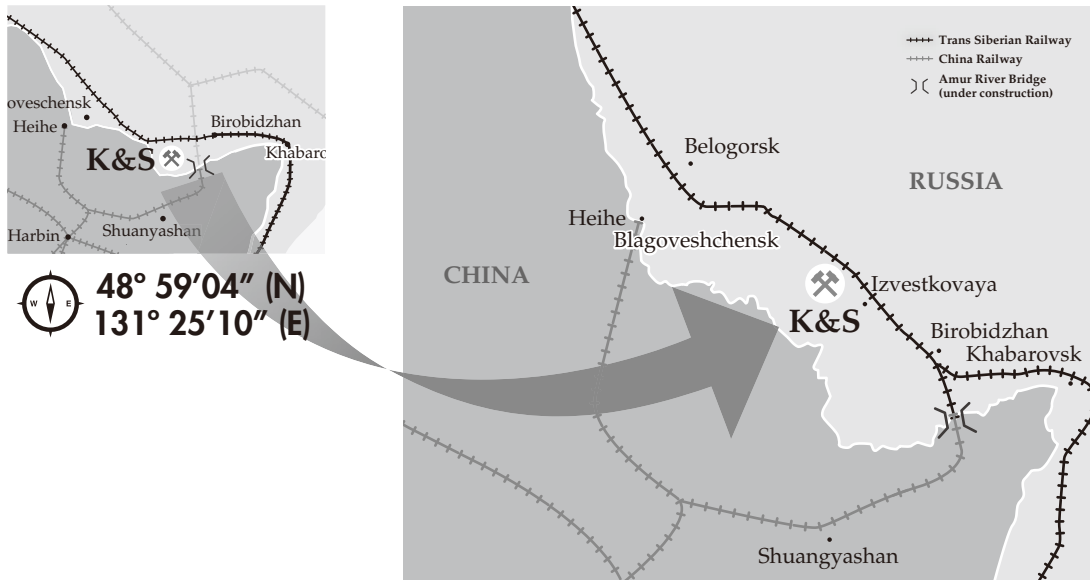 oveschensk
Heihe
Birobidzhan
K&S
Khabaro
Shuanyashan
Harbin
W E
48° 59’04” (N)
131° 25’10” (E)
Trans Siberian Railway
China Railway
Amur River Bridge
(under construction)
Belogorsk
RUSSIA
Heihe
Blagoveshchensk
CHINA
Izvestkovaya
K&S
Birobidzhan
Khabarovsk
Shuangyashan